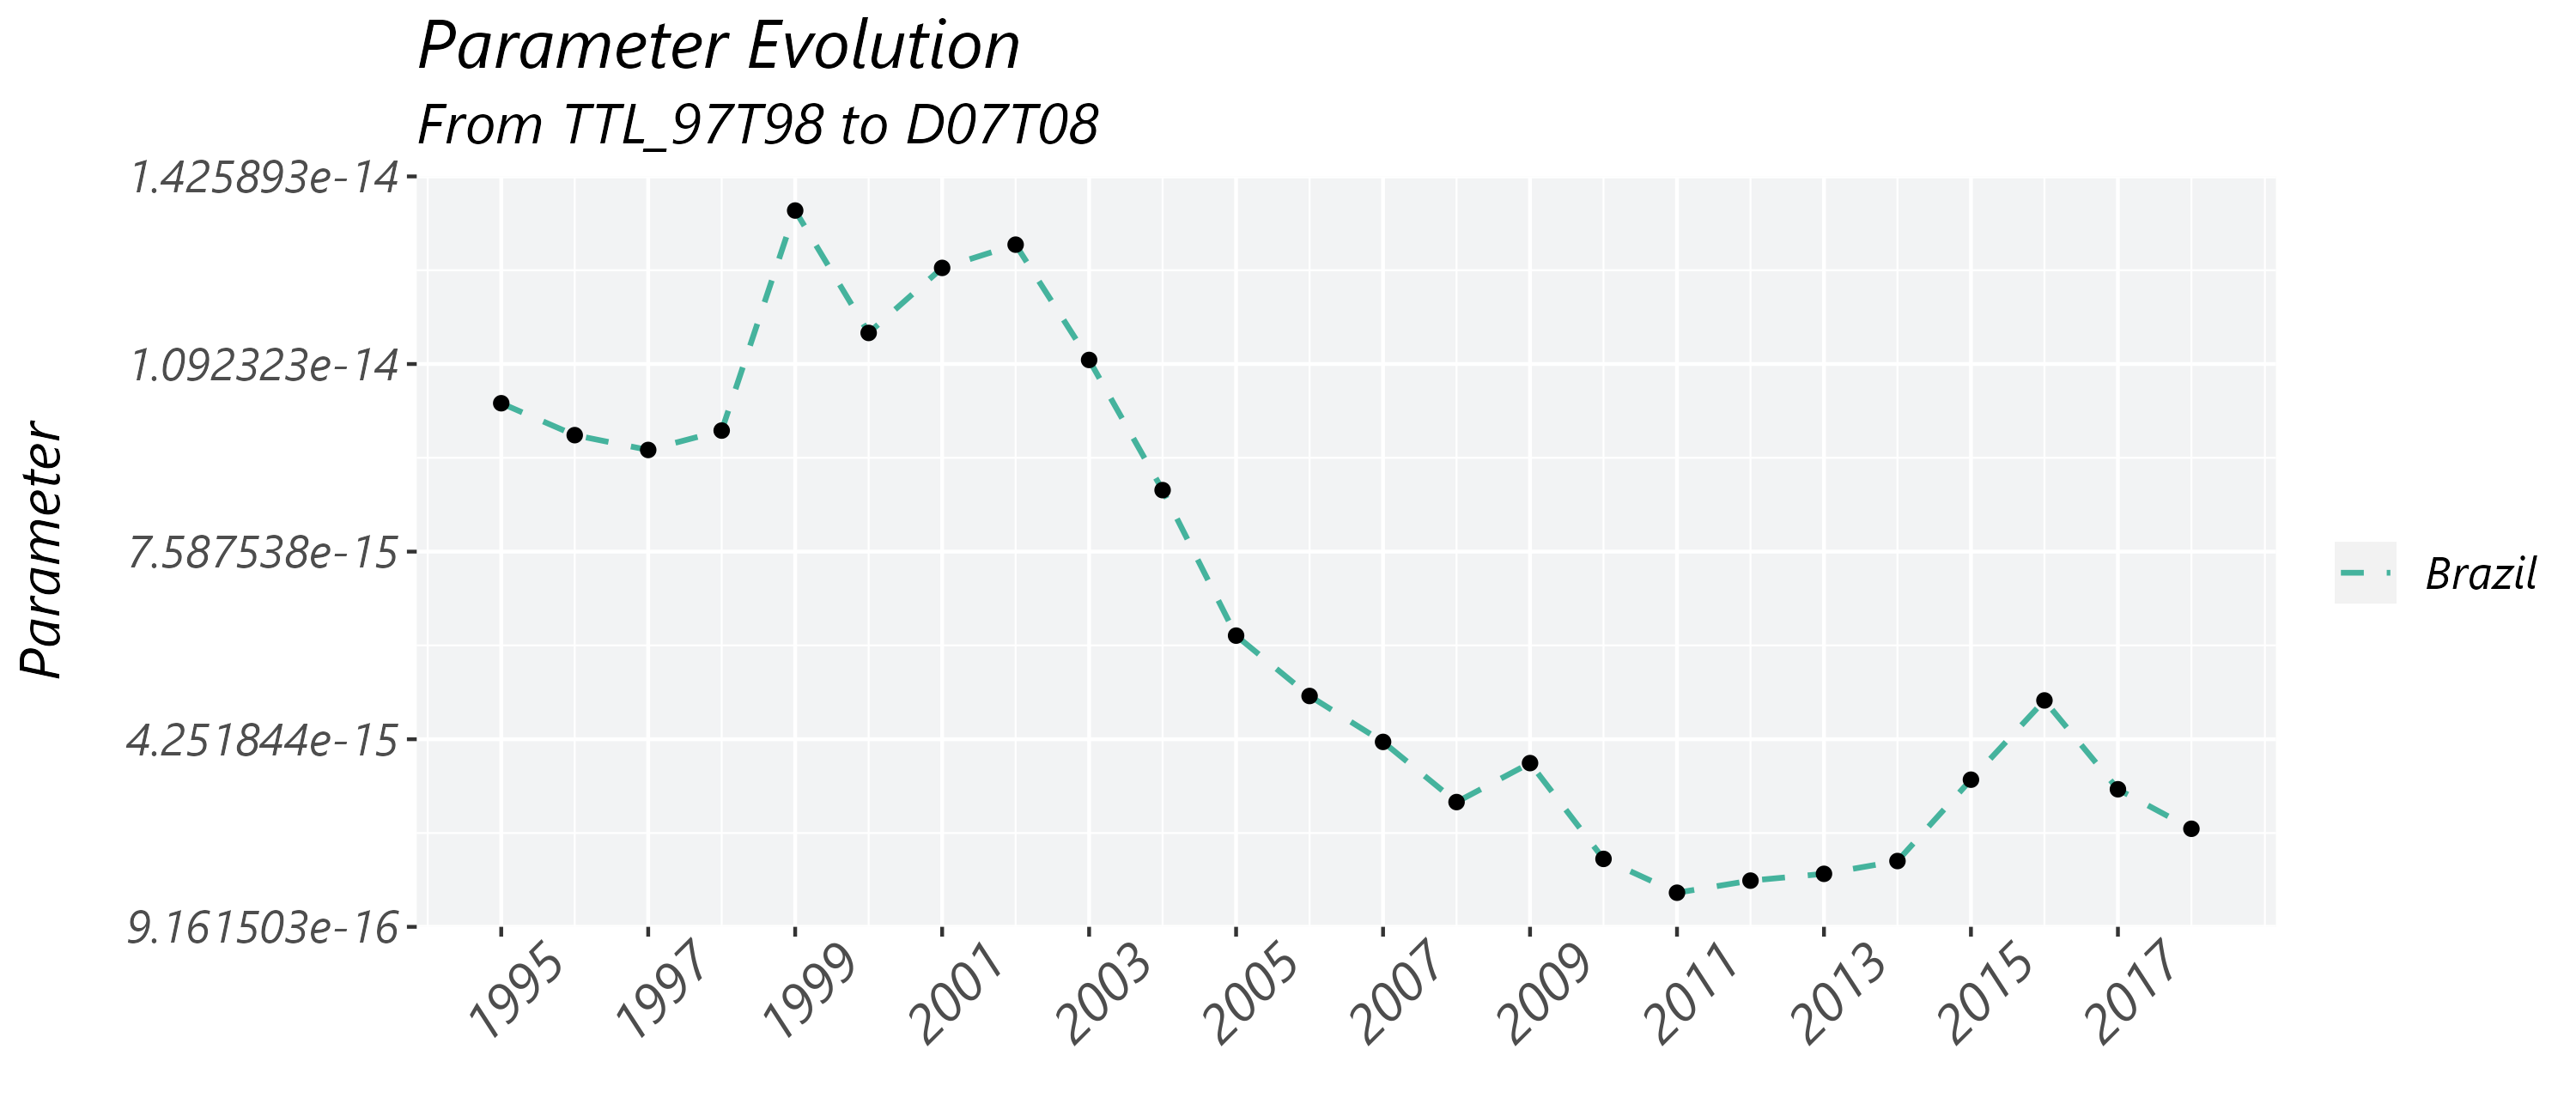 Parameter Evolution
From TTL_97T98 to D07T08
1.425893e-14
1.092323e-14
7.587538e-15
4.251844e-15
9.161503e-16
Parameter
1995
1997
1999
2001
2003
2005
2007
2009
2011
2013
2015
2017
Brazil